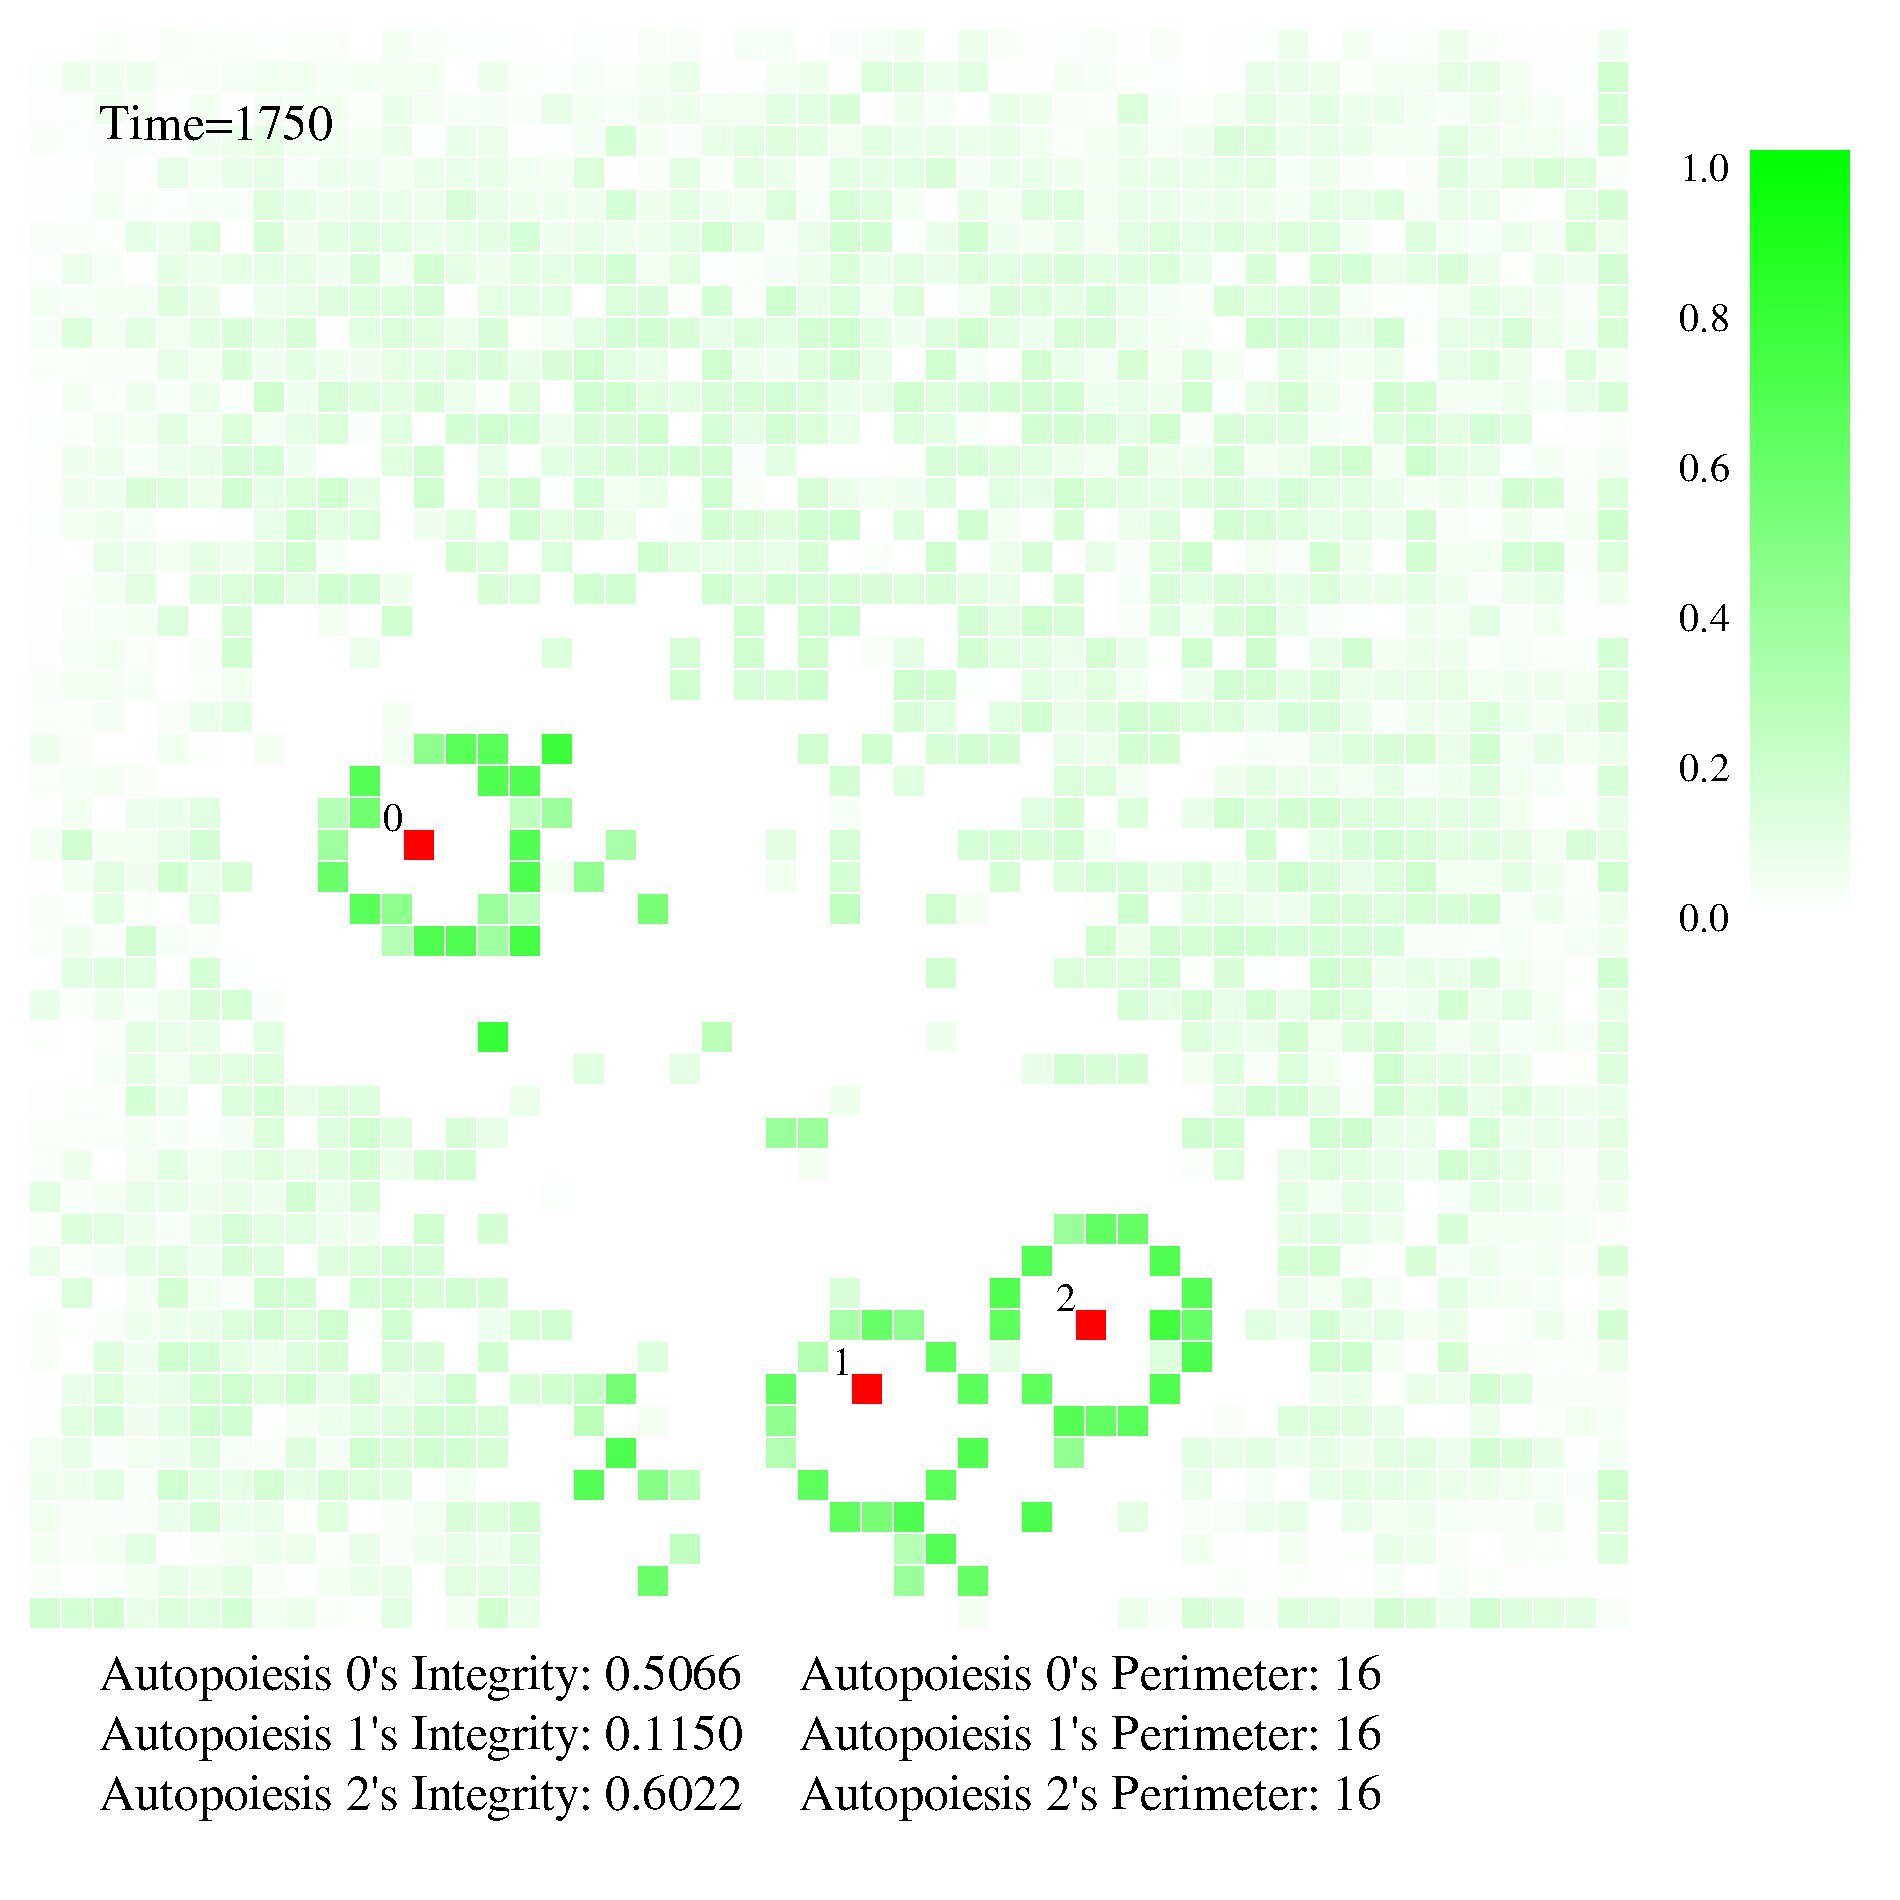 Time=1750
1.0
0.8
0.6
0.4
0.2
0.0
0
2
1
Autopoiesis 0's Integrity: 0.5066 Autopoiesis 0's Perimeter: 16
Autopoiesis 1's Integrity: 0.1150 Autopoiesis 1's Perimeter: 16
Autopoiesis 2's Integrity: 0.6022 Autopoiesis 2's Perimeter: 16